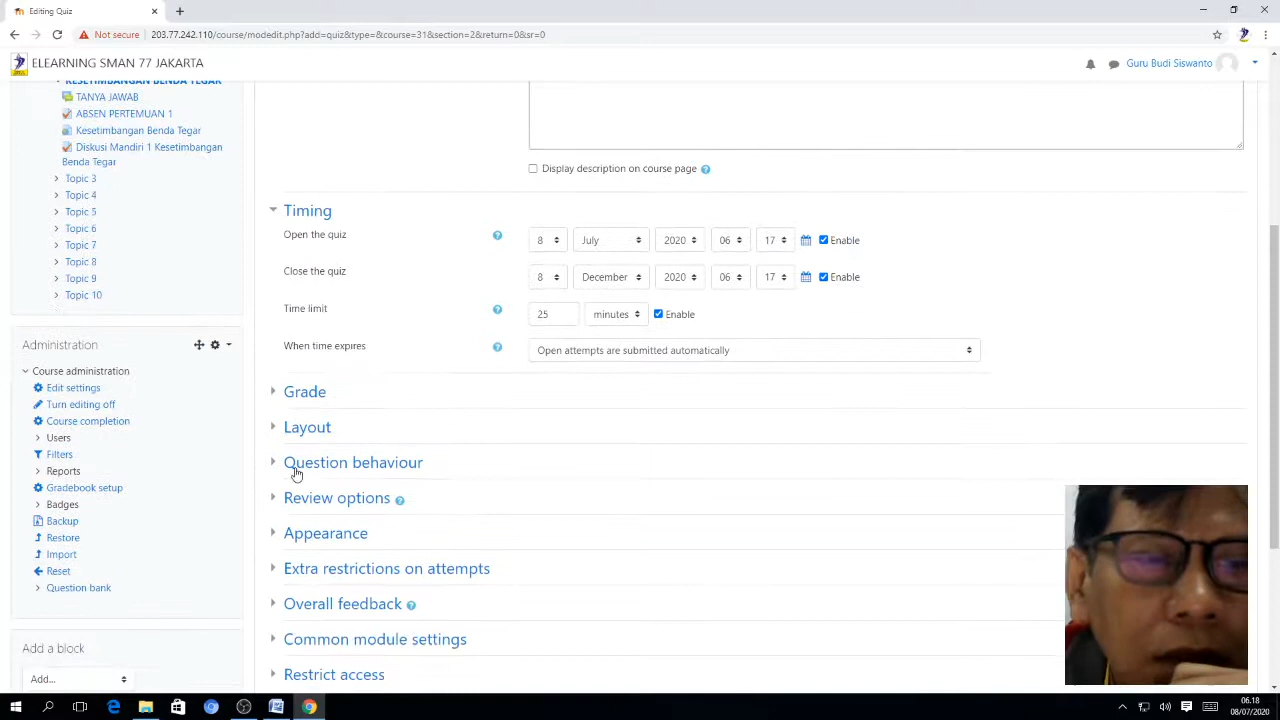 Editing Quiz
Not secure 203.77.242.110/course/modedit.php?add=quiz&type=&course=31&section=2&return=0&sr=0
ELEARNING SMAN 77 JAKARTA
Guru Budi Siswanto
KESETIMBANGAN BENDA TEGAR
TANYA JAWAB
ABSEN PERTEMUAN 1
Kesetimbangan Benda Tegar
Diskusi Mandiri 1 Kesetimbangan
Benda Tegar
Topic 3
Topic 4
Topic 5
Topic 6
Topic 7
Topic 8
Topic 9
Topic 10
Administration
Course administration
Edit settings
Turn editing off
Course completion
Users
Filters
Reports
Gradebook setup
Badges
Backup
Restore
Import
Reset
Question bank
Add a block
Add...
Display description on course page
Timing
Open the quiz 8 July 2020 06 17 Enable
Close the quiz 8 December 2020 06 17 Enable
Time limit 25 minutes Enable
When time expires Open attempts are submitted automatically
Grade
Layout
Question behaviour
Review options
Appearance
Extra restrictions on attempts
Overall feedback
Common module settings
Restrict access
06.18
08/07/2020